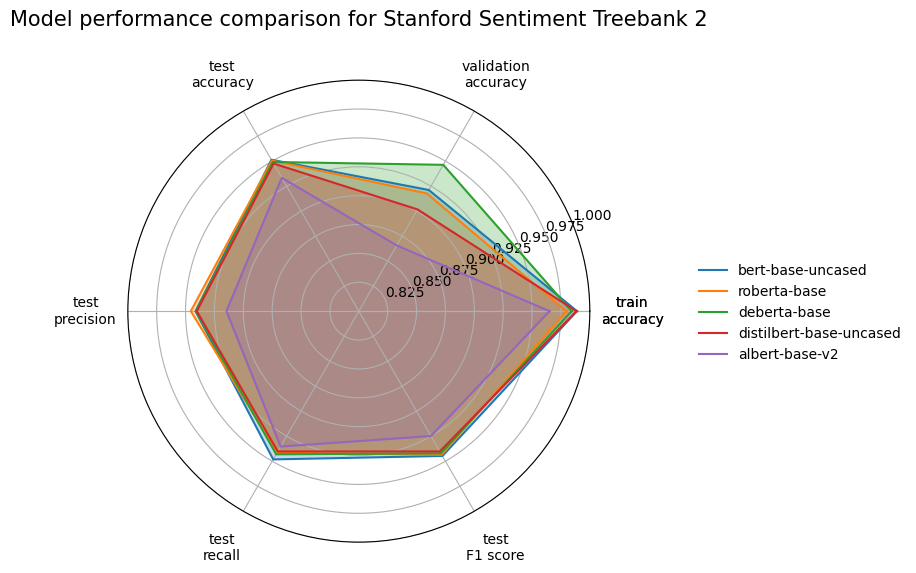 Model performance comparison for Stanford Sentiment Treebank 2
test
accuracy
validation
accuracy
1.000
0.975
0.950
0.925
0.900
0.875
0.850
0.825
test
precision
train
accuracy
bert-base-uncased
roberta-base
deberta-base
distilbert-base-uncased
albert-base-v2
test
recall
test
F1 score